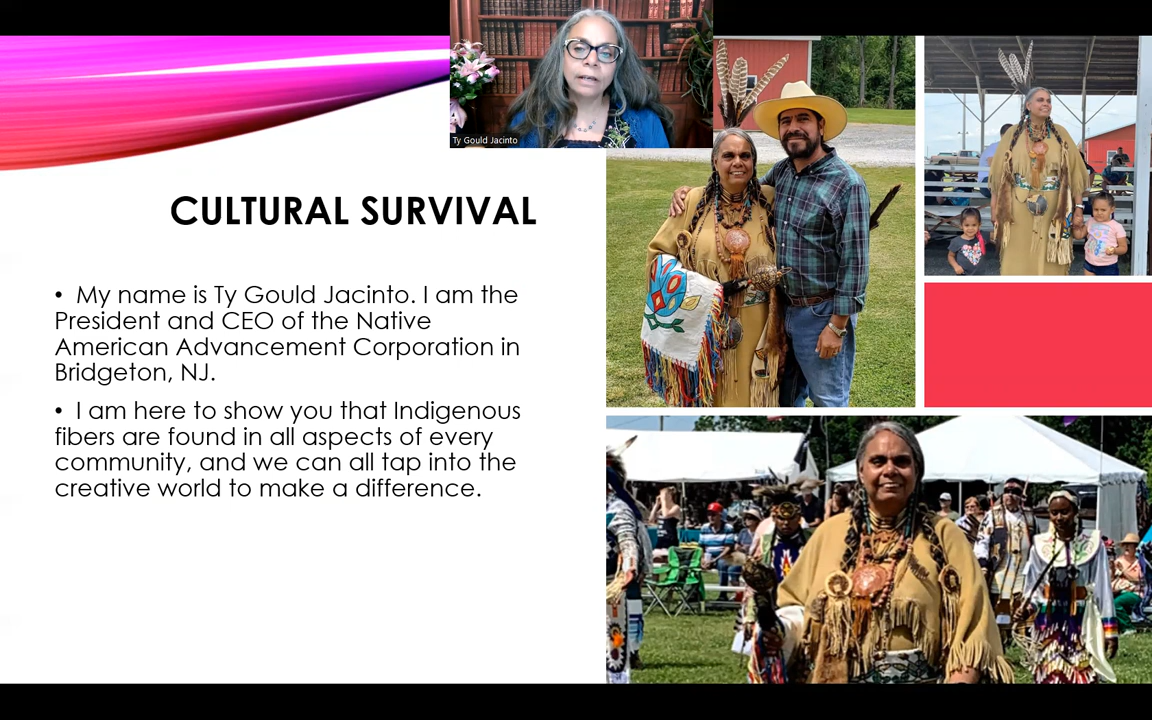 Ty Gould Jacinto
CULTURAL SURVIVAL
• My name is Ty Gould Jacinto. I am the
President and CEO of the Native
American Advancement Corporation in
Bridgeton, NJ.
• I am here to show you that Indigenous
fibers are found in all aspects of every
community, and we can all tap into the
creative world to make a difference.